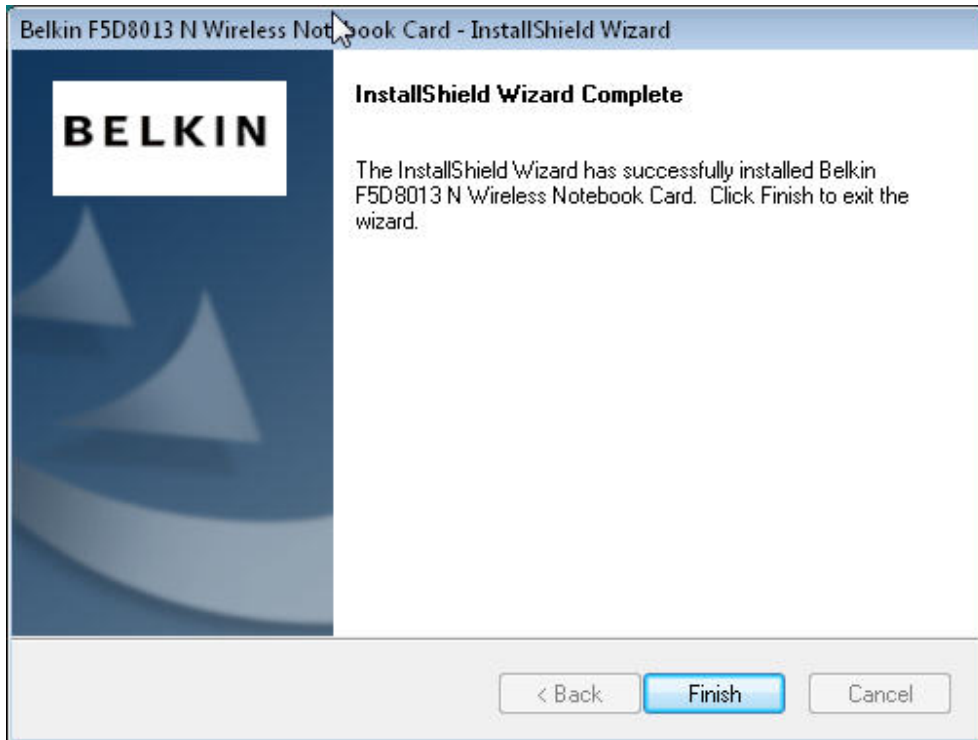 Belkin F5D8013 N Wireless Notebook Card - InstallShield Wizard
BELKIN
InstallShield Wizard Complete
The InstallShield Wizard has successfully installed Belkin
F5D8013 N Wireless Notebook Card. Click Finish to exit the
wizard.
< Back
Finish
Cancel